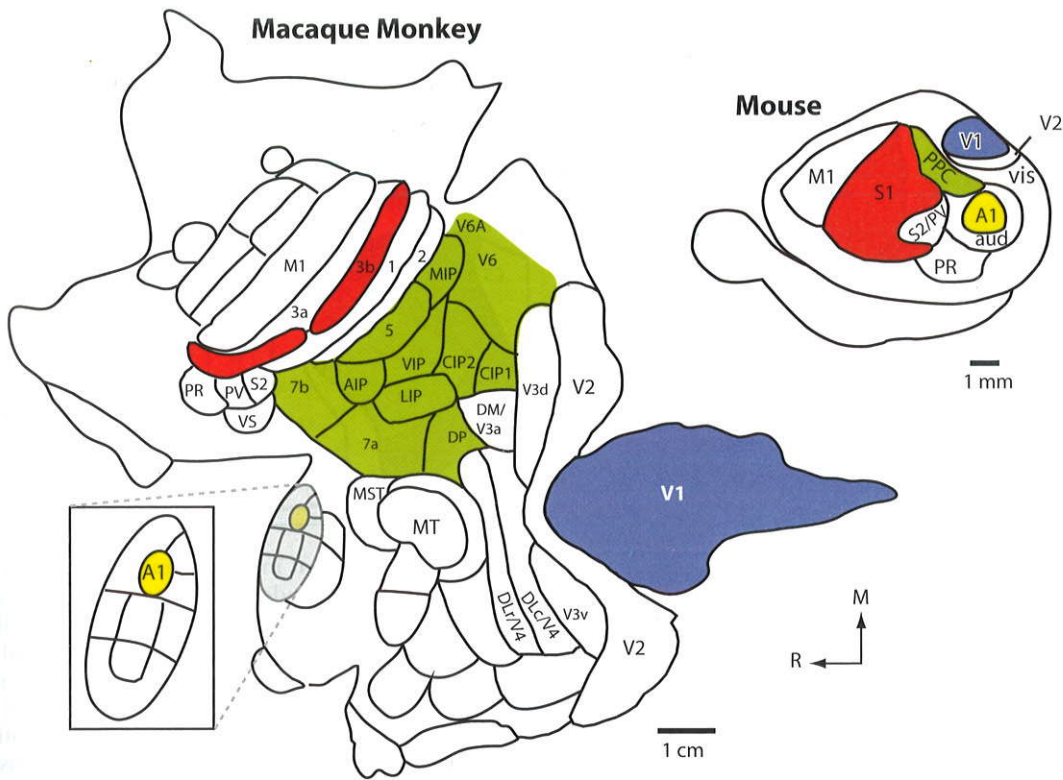 Macaque Monkey
Mouse
V2
V1
vis
M1
S1
PPC
A1
aud
S2/PV
PR
1 mm
V6A
V6
MIP
2
1
3b
M1
3a
5
VIP
CIP2
CIP1
7b
AIP
LIP
PR
PV
S2
VS
V3d
V2
DM/
V3a
7a
DP
MST
MT
V1
A1
DLr/V4
DLc/V4
V3v
V2
M
R
1 cm